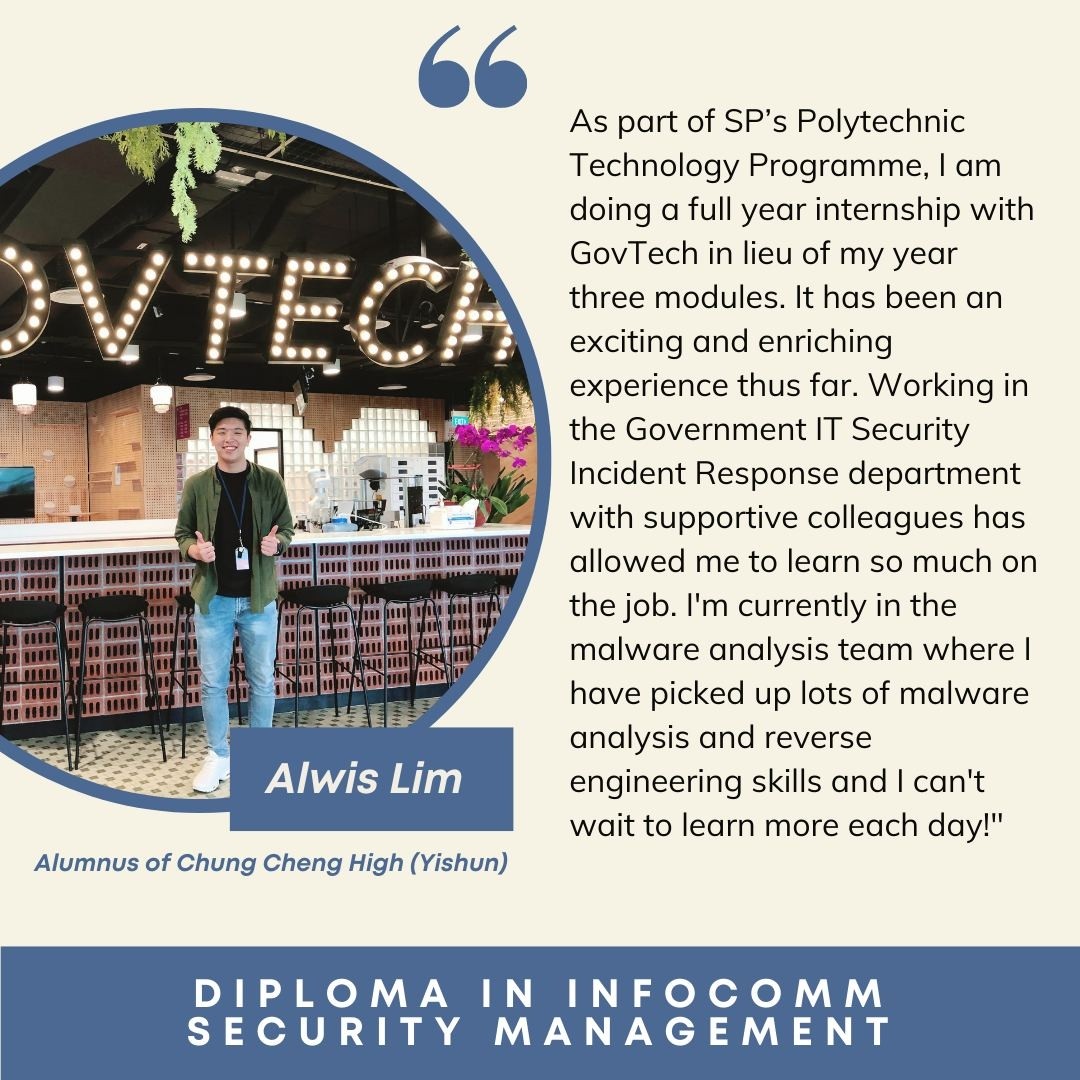 “
As part of SP’s Polytechnic
Technology Programme, I am
doing a full year internship with
GovTech in lieu of my year
three modules. It has been an
exciting and enriching
experience thus far. Working in
the Government IT Security
Incident Response department
with supportive colleagues has
allowed me to learn so much on
the job. I'm currently in the
malware analysis team where I
have picked up lots of malware
analysis and reverse
engineering skills and I can't
wait to learn more each day!"
OVTECH
EXIT
Alwis Lim
Alumnus of Chung Cheng High (Yishun)
DIPLOMA IN INFOCOMM
SECURITY MANAGEMENT